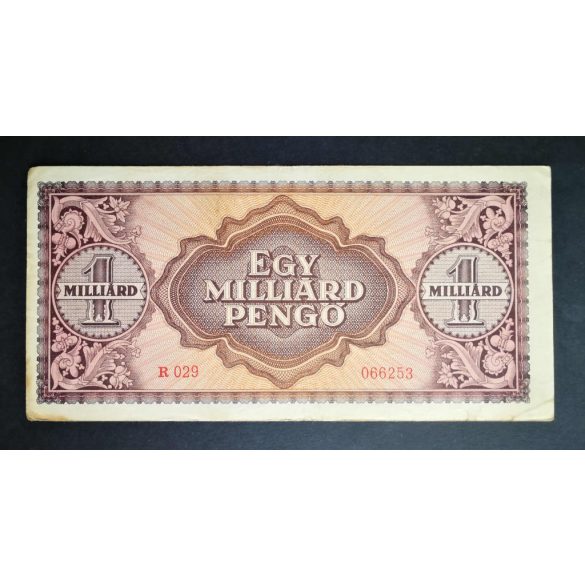 EGY
MILLIÁRD
PENGŐ
1
MILLIÁRD
1
MILLIÁRD
R 029
066253